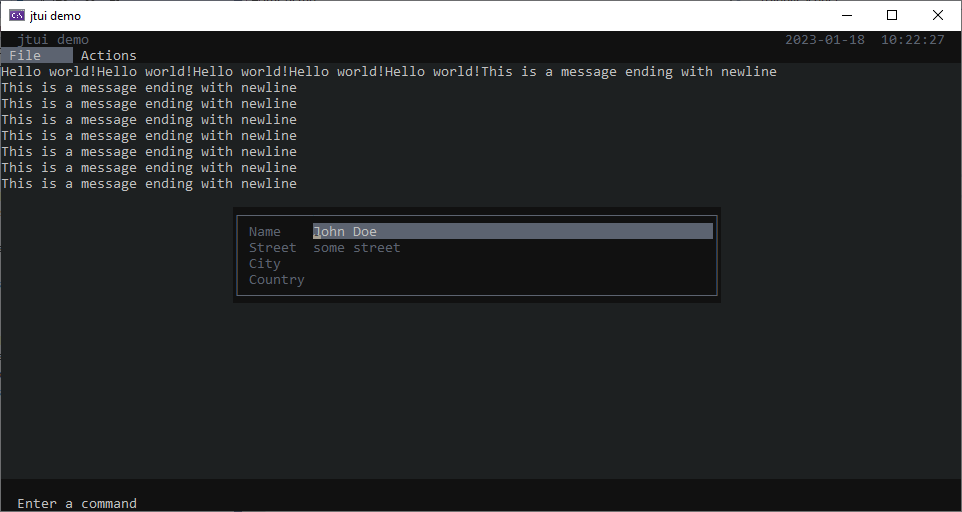 jtui demo
jtui demo 2023-01-18 10:22:27
File Actions
Hello world!Hello world!Hello world!Hello world!Hello world!This is a message ending with newline
This is a message ending with newline
This is a message ending with newline
This is a message ending with newline
This is a message ending with newline
This is a message ending with newline
This is a message ending with newline
This is a message ending with newline
Name John Doe
Street some street
City
Country
Enter a command